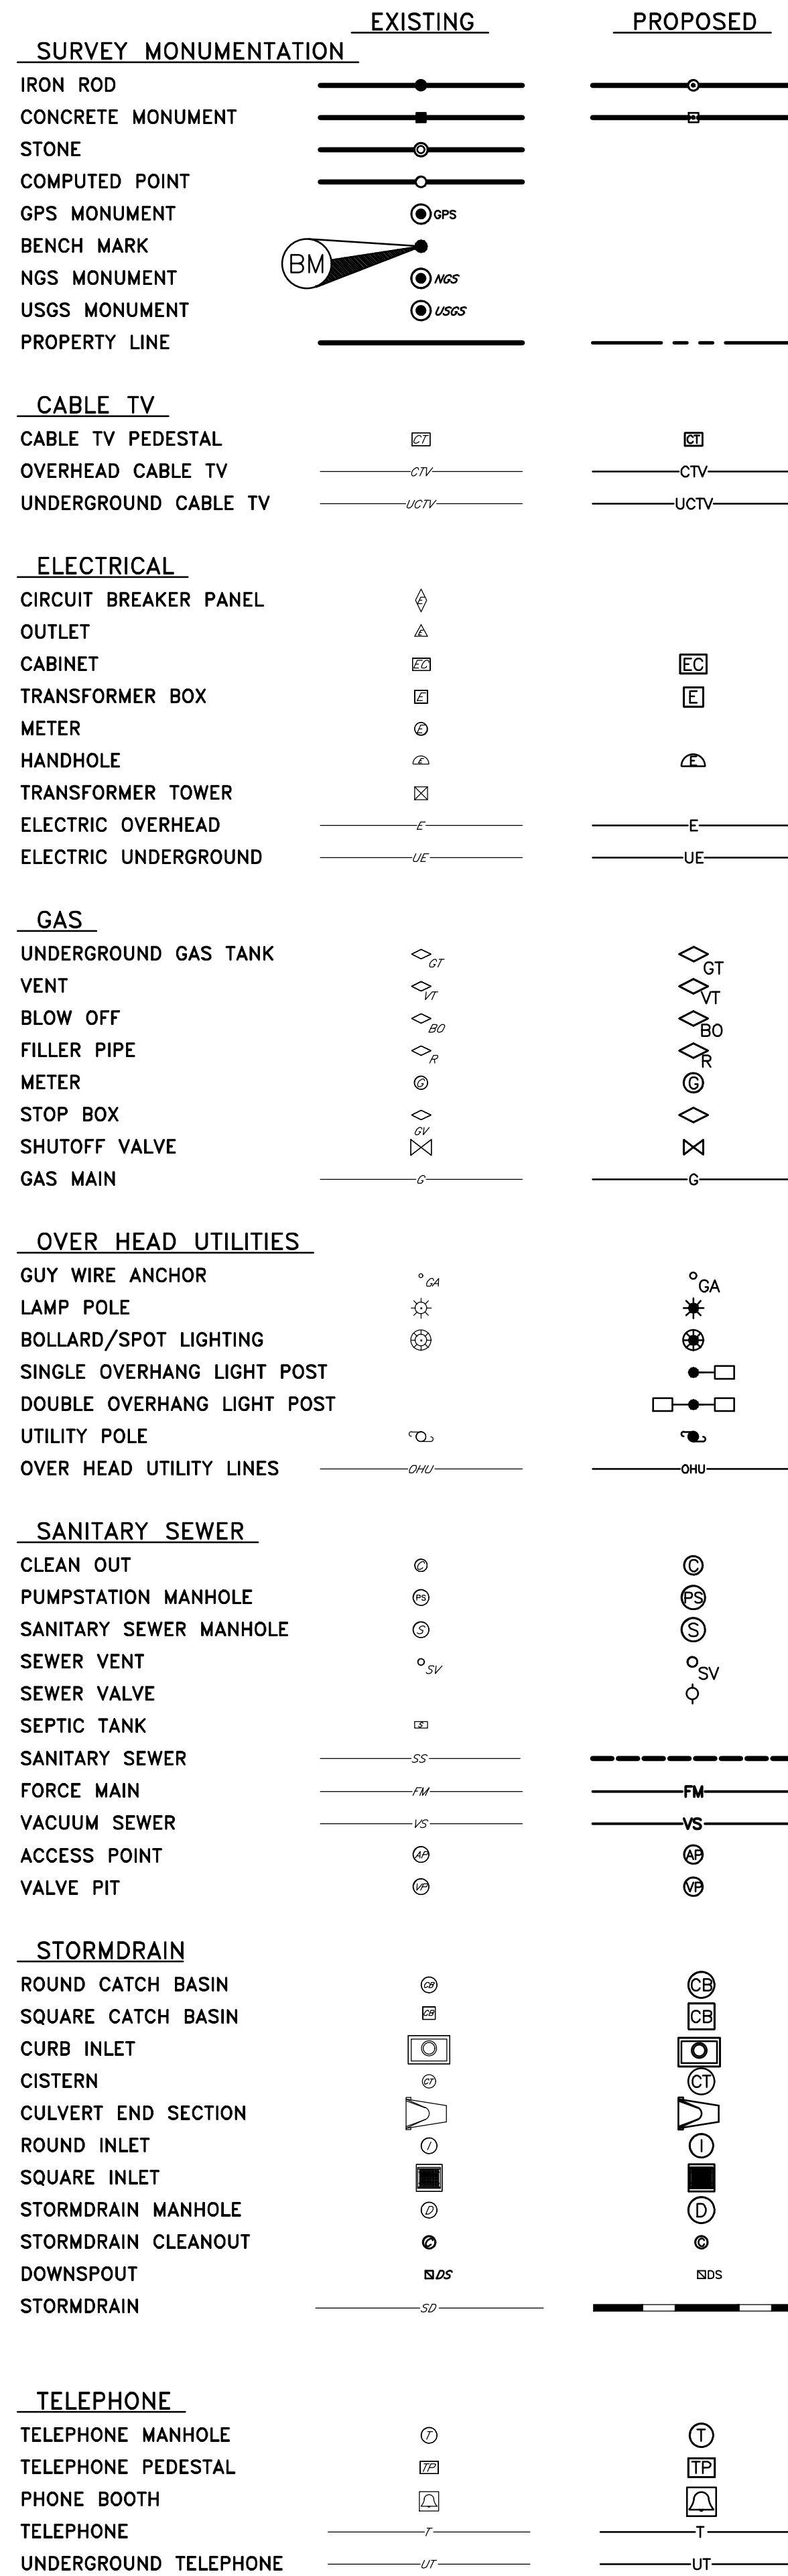 EXISTING PROPOSED
SURVEY MONUMENTATION
IRON ROD
CONCRETE MONUMENT
STONE
COMPUTED POINT
GPS MONUMENT GPS
BENCH MARK BM
NGS MONUMENT NGS
USGS MONUMENT USGS
PROPERTY LINE
CABLE TV
CABLE TV PEDESTAL CT CT
OVERHEAD CABLE TV CTV CTV
UNDERGROUND CABLE TV UCTV UCTV
ELECTRICAL
CIRCUIT BREAKER PANEL E
OUTLET E
CABINET EC EC
TRANSFORMER BOX E E
METER E
HANDHOLE E E
TRANSFORMER TOWER
ELECTRIC OVERHEAD E E
ELECTRIC UNDERGROUND UE UE
GAS
UNDERGROUND GAS TANK GT GT
VENT VT VT
BLOW OFF BO BO
FILLER PIPE R R
METER G G
STOP BOX
GV
SHUTOFF VALVE
GAS MAIN G G
OVER HEAD UTILITIES
GUY WIRE ANCHOR GA GA
LAMP POLE
BOLLARD/SPOT LIGHTING
SINGLE OVERHANG LIGHT POST
DOUBLE OVERHANG LIGHT POST
UTILITY POLE
OVER HEAD UTILITY LINES OHU OHU
SANITARY SEWER
CLEAN OUT C C
PUMPSTATION MANHOLE PS PS
SANITARY SEWER MANHOLE S S
SEWER VENT SV SV
SEWER VALVE
SEPTIC TANK S
SANITARY SEWER SS
FORCE MAIN FM FM
VACUUM SEWER VS VS
ACCESS POINT AP AP
VALVE PIT VP VP
STORMDRAIN
ROUND CATCH BASIN CB CB
SQUARE CATCH BASIN CB CB
CURB INLET
CISTERN CT CT
CULVERT END SECTION
ROUND INLET I I
SQUARE INLET
STORMDRAIN MANHOLE D D
STORMDRAIN CLEANOUT C C
DOWNSPOUT DS DS
STORMDRAIN SD
TELEPHONE
TELEPHONE MANHOLE T T
TELEPHONE PEDESTAL TP TP
PHONE BOOTH
TELEPHONE T T
UNDERGROUND TELEPHONE UT UT